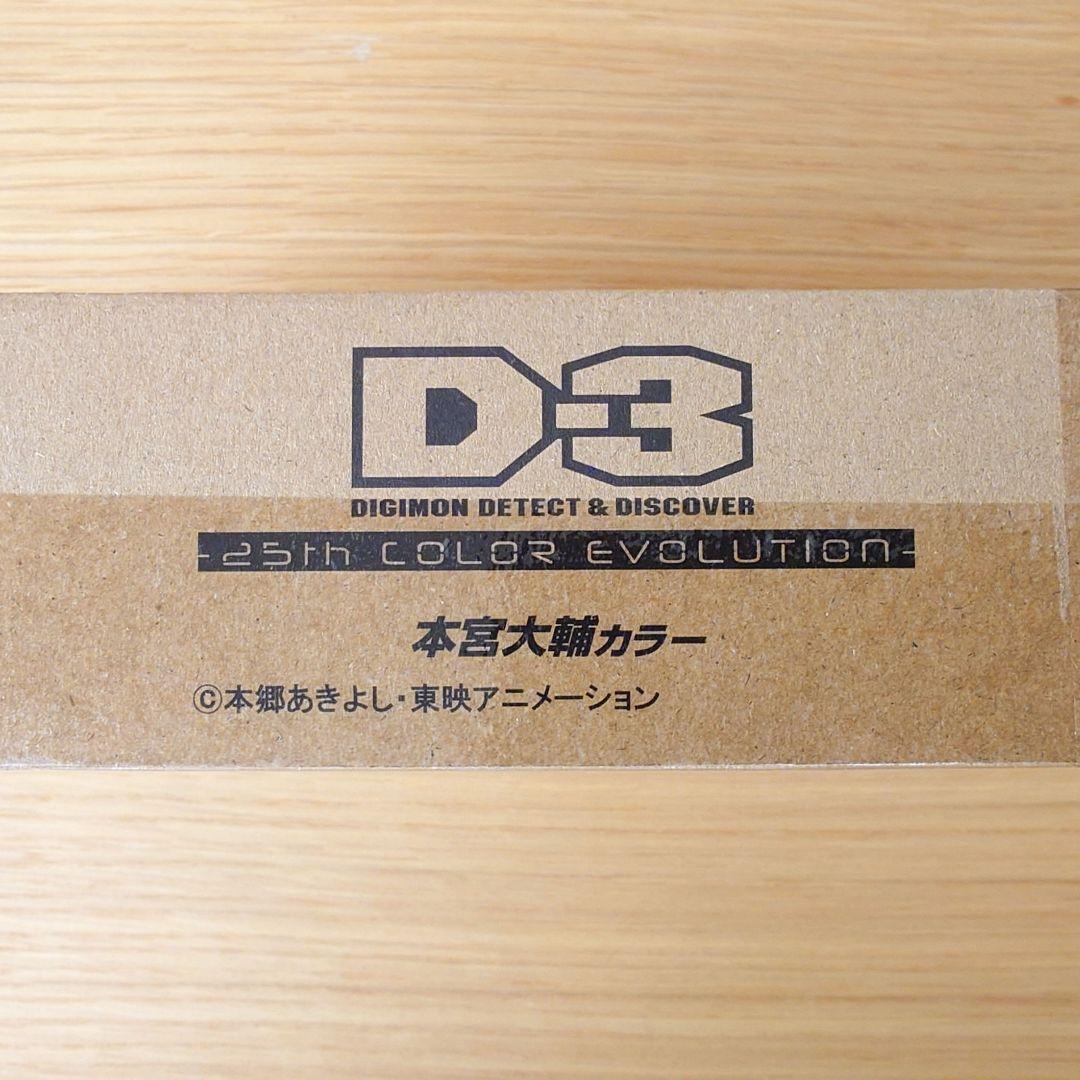 D-3
DIGIMON DETECT & DISCOVER
-25th COLOR EVOLUTION-
本宮大輔カラー
©本郷あきよし・東映アニメーション